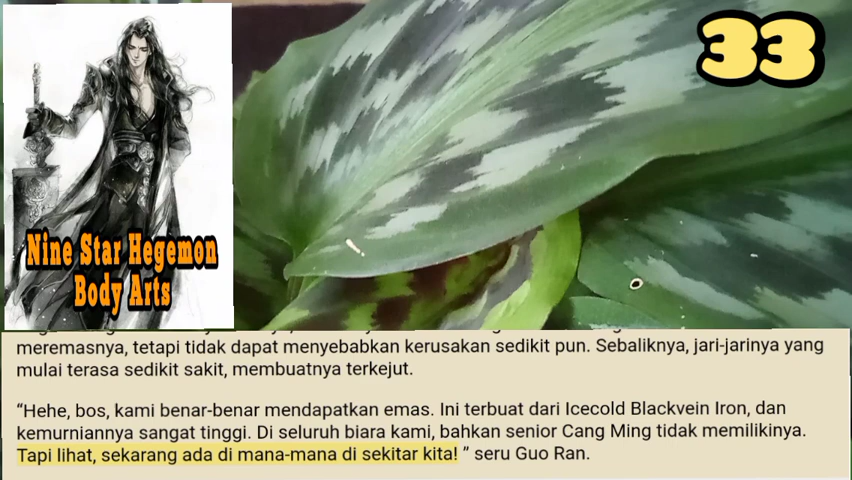 33
Nine Star Hegemon
Body Arts
meremasnya, tetapi tidak dapat menyebabkan kerusakan sedikit pun. Sebaliknya, jari-jarinya yang
mulai terasa sedikit sakit, membuatnya terkejut.
“Hehe, bos, kami benar-benar mendapatkan emas. Ini terbuat dari Icecold Blackvein Iron, dan
kemurniannya sangat tinggi. Di seluruh biara kami, bahkan senior Cang Ming tidak memilikinya.
Tapi lihat, sekarang ada di mana-mana di sekitar kita! ” seru Guo Ran.